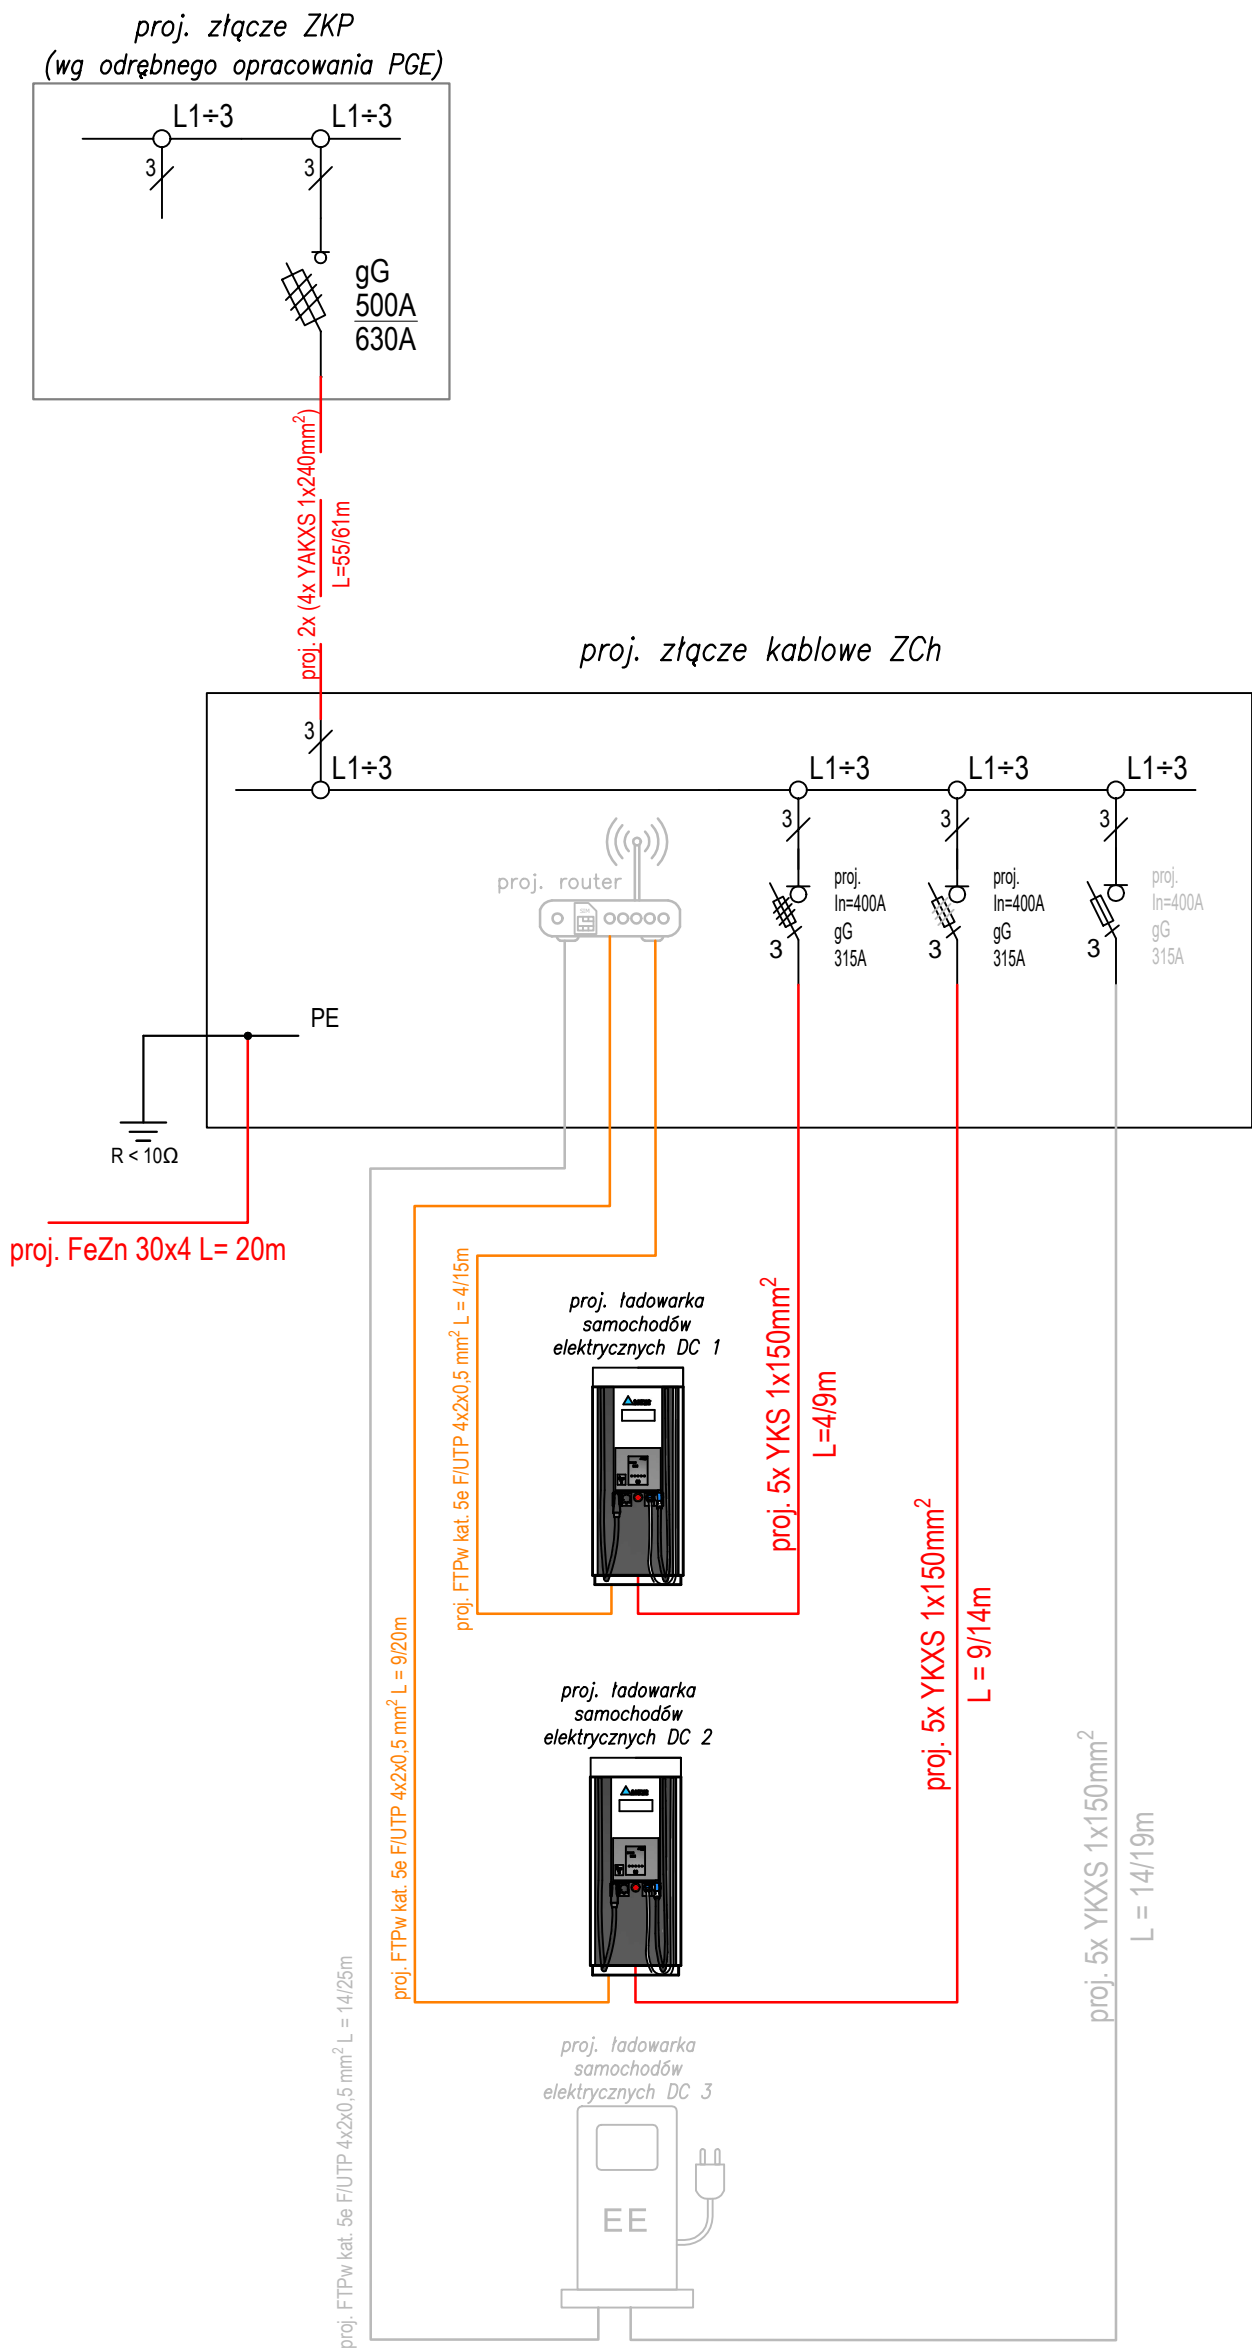 proj. złącze ZKP
(wg odrębnego opracowania PGE)
L1÷3
L1÷3
3
3
gG
500A
630A
proj. 2x (4x YAKXS 1x240mm²)
L=55/61m
proj. złącze kablowe ZCh
3
L1÷3
L1÷3
L1÷3
L1÷3
3
3
3
proj. router
proj.
In=400A
gG
315A
3
proj.
In=400A
gG
315A
3
proj.
In=400A
gG
315A
3
PE
R < 10Ω
proj. FeZn 30x4 L= 20m
proj. FTPw kat. 5e F/UTP 4x2x0,5 mm² L = 4/15m
proj. ładowarka
samochodów
elektrycznych DC 1
proj. 5x YKS 1x150mm²
L=4/9m
proj. 5x YKXS 1x150mm²
L = 9/14m
proj. FTPw kat. 5e F/UTP 4x2x0,5 mm² L = 9/20m
proj. ładowarka
samochodów
elektrycznych DC 2
proj. 5x YKXS 1x150mm²
L = 14/19m
proj. FTPw kat. 5e F/UTP 4x2x0,5 mm² L = 14/25m
proj. ładowarka
samochodów
elektrycznych DC 3
EE